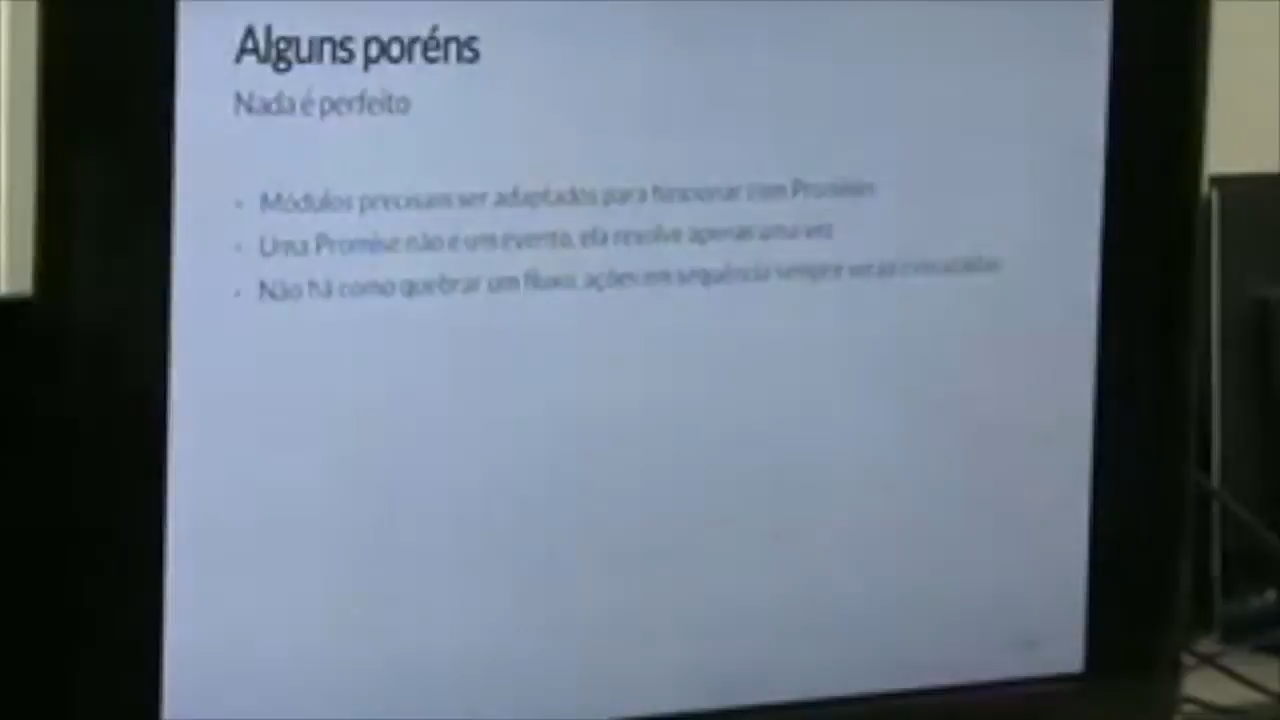 Alguns poréns
Nada é perfeito
Módulos precisam ser adaptados para funcionar com Promises
Uma Promise não é um evento, ela resolve apenas uma vez
Não há como quebrar um fluxo, ações em sequência sempre serão executadas